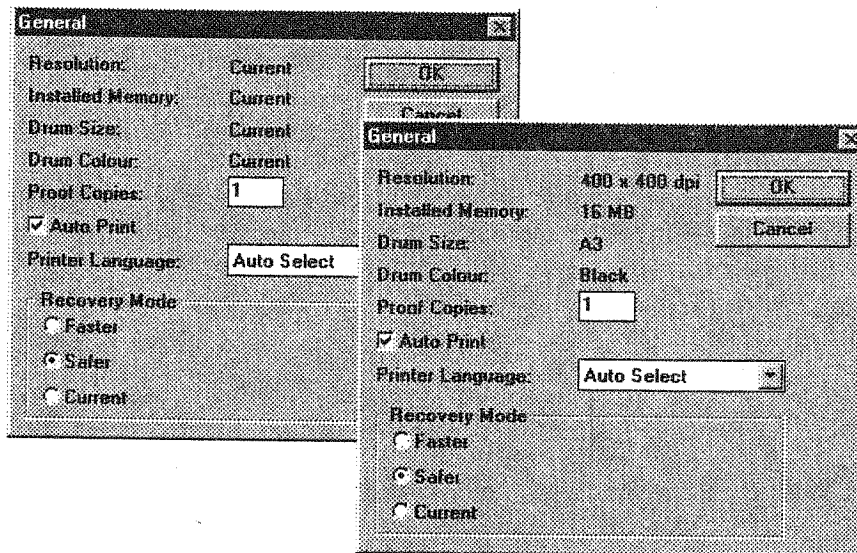 General
Resolution: Current
OK
Installed Memory: Current
Cancel
Drum Size: Current
Drum Colour: Current
Proof Copies: 1
Auto Print
Printer Language: Auto Select
Recovery Mode
Faster
Safer
Current
General
Resolution: 400 x 400 dpi
OK
Installed Memory: 16 MB
Cancel
Drum Size: A3
Drum Colour: Black
Proof Copies: 1
Auto Print
Printer Language: Auto Select
Recovery Mode
Faster
Safer
Current